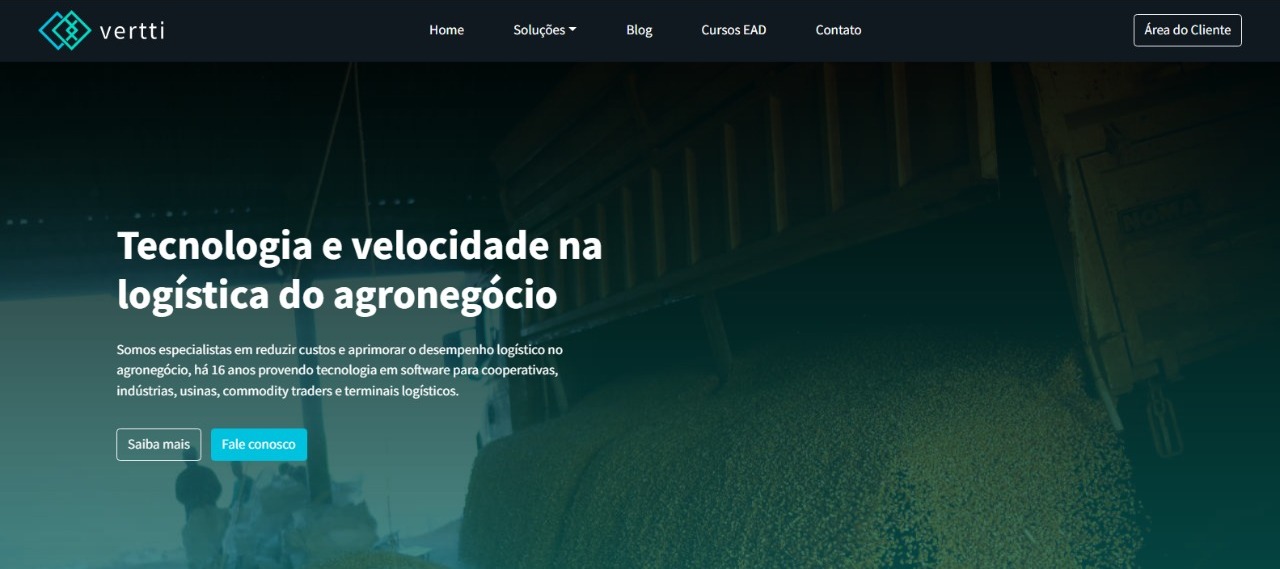 vertti
Home
Soluções
Blog
Cursos EAD
Contato
Área do Cliente
Tecnologia e velocidade na
logística do agronegócio
Somos especialistas em reduzir custos e aprimorar o desempenho logístico no
agronegócio, há 16 anos provendo tecnologia em software para cooperativas,
indústrias, usinas, commodity traders e terminais logísticos.
Saiba mais
Fale conosco